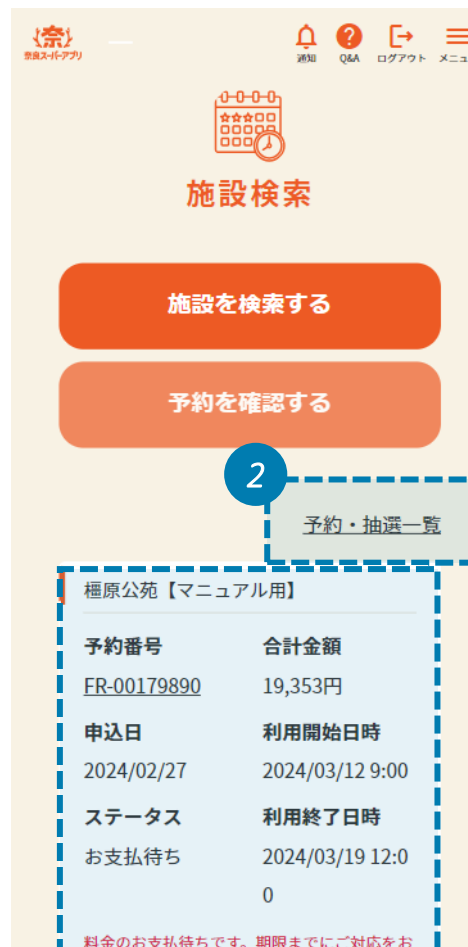 奈
奈良スーパーアプリ
通知 Q&A ログアウト メニュ
施設検索
施設を検索する
予約を確認する
2
予約・抽選一覧
橿原公苑【マニュアル用】
予約番号 合計金額
FR-00179890 19,353円
申込日 利用開始日時
2024/02/27 2024/03/12 9:00
ステータス 利用終了日時
お支払待ち 2024/03/19 12:0
0
料金のお支払待ちです。期限までにご対応をお